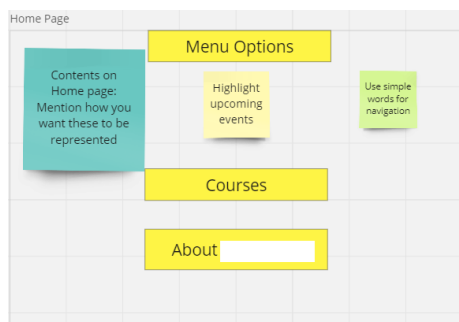 Home Page
Menu Options
Contents on
Home page:
Mention how you
want these to be
represented
Highlight
upcoming
events
Use simple
words for
navigation
Courses
About